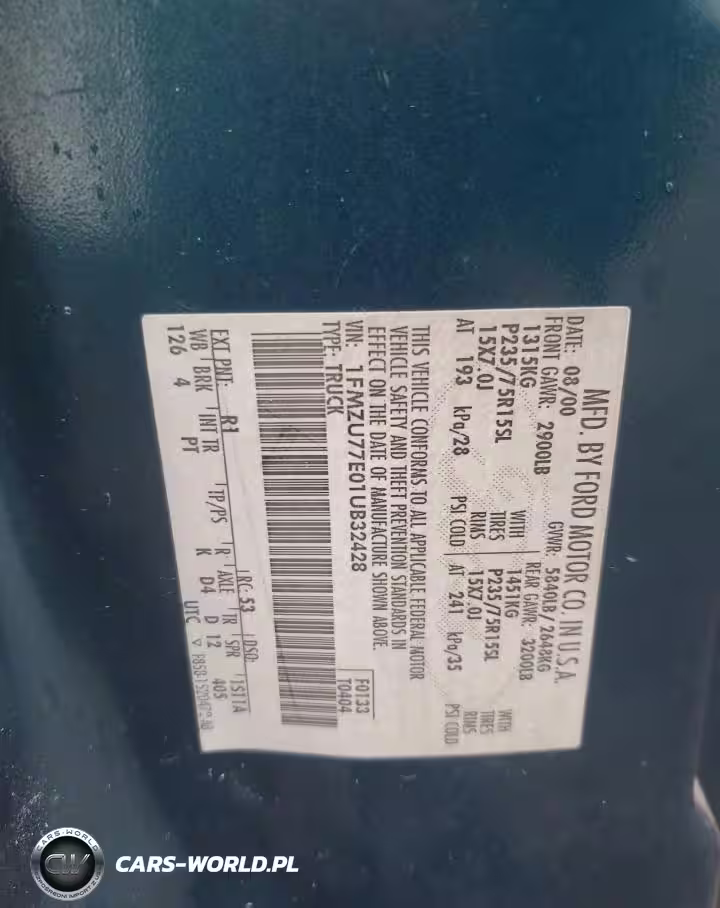 MFD. BY FORD MOTOR CO. IN U.S.A.
DATE: 08/00 GVWR: 5840LB/2648KG
FRONT GAWR: 2900LB REAR GAWR: 3200LB
1315KG WITH 1451KG WITH
P235/75R15SL TIRES P235/75R15SL TIRES
15X7.0J RIMS 15X7.0J RIMS
AT 193 kPa/28 PSI COLD AT 241 kPa/35 PSI COLD
THIS VEHICLE CONFORMS TO ALL APPLICABLE FEDERAL MOTOR
VEHICLE SAFETY AND THEFT PREVENTION STANDARDS IN
EFFECT ON THE DATE OF MANUFACTURE SHOWN ABOVE.
VIN: 1FMZU77E01UB32428 F0133
TYPE: TRUCK T0404
EXT PNT: R1 RC: 53 DSO:
WB BRK INT TR TP/PS R AXLE TR SPR 1S11A
126 4 PT K D4 D 12 405
UTC
CARS-WORLD
CW
CARS-WORLD.PL